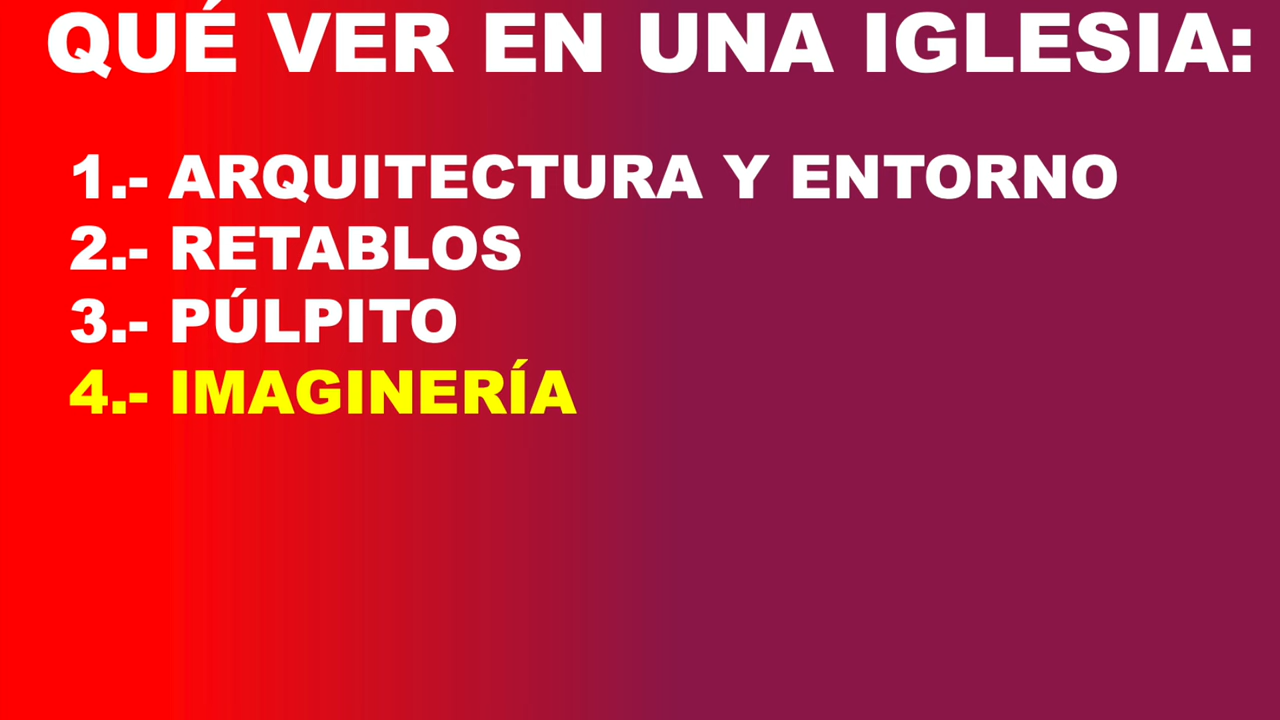 QUÉ VER EN UNA IGLESIA:
1.- ARQUITECTURA Y ENTORNO
2.- RETABLOS
3.- PÚLPITO
4.- IMAGINERÍA